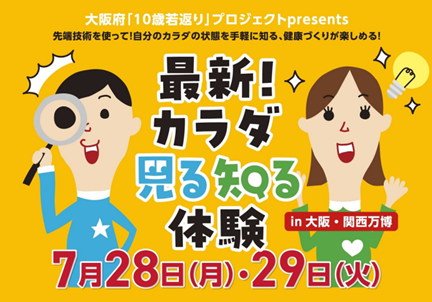 大阪府「10歳若返り」プロジェクトpresents
先端技術を使って!自分のカラダの状態を手軽に知る、健康づくりが楽しめる!
最新!
カラダ
見る知る
体験
in 大阪・関西万博
7月28日(月)・29日(火)